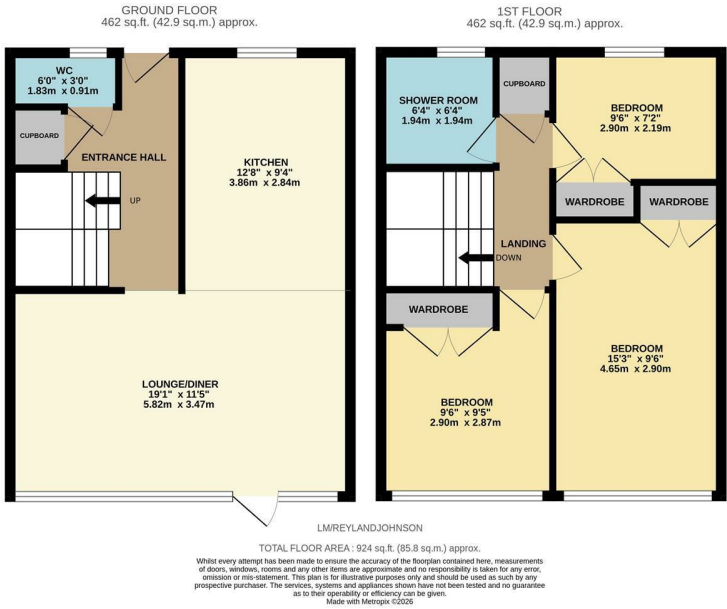 GROUND FLOOR
462 sq.ft. (42.9 sq.m.) approx.
WC
6'0" x 3'0"
1.83m x 0.91m
CUPBOARD
ENTRANCE HALL
UP
KITCHEN
12'8" x 9'4"
3.86m x 2.84m
LOUNGE/DINER
19'1" x 11'5"
5.82m x 3.47m
1ST FLOOR
462 sq.ft. (42.9 sq.m.) approx.
SHOWER ROOM
6'4" x 6'4"
1.94m x 1.94m
CUPBOARD
BEDROOM
9'6" x 7'2"
2.90m x 2.19m
WARDROBE
WARDROBE
LANDING
DOWN
WARDROBE
BEDROOM
15'3" x 9'6"
4.65m x 2.90m
BEDROOM
9'6" x 9'5"
2.90m x 2.87m
LM/REYLANDJOHNSON
TOTAL FLOOR AREA : 924 sq.ft. (85.8 sq.m.) approx.
Whilst every attempt has been made to ensure the accuracy of the floorplan contained here, measurements
of doors, windows, rooms and any other items are approximate and no responsibility is taken for any error,
omission or mis-statement. This plan is for illustrative purposes only and should be used as such by any
prospective purchaser. The services, systems and appliances shown have not been tested and no guarantee
as to their operability or efficiency can be given.
Made with Metropix ©2026